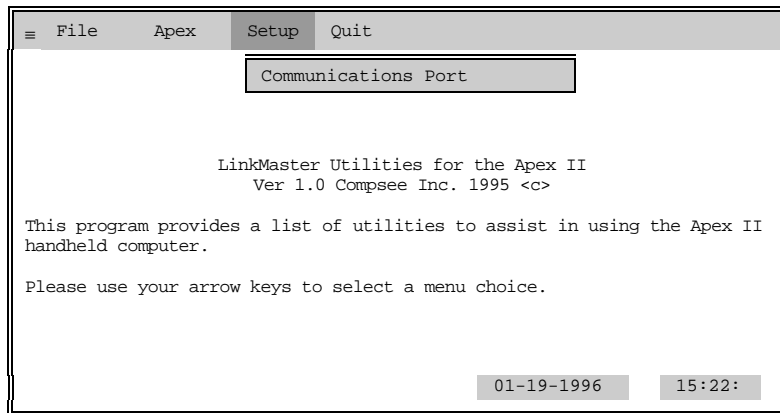 ≡ File Apex Setup Quit
Communications Port
LinkMaster Utilities for the Apex II
Ver 1.0 Compsee Inc. 1995 <c>
This program provides a list of utilities to assist in using the Apex II
handheld computer.
Please use your arrow keys to select a menu choice.
01-19-1996 15:22: